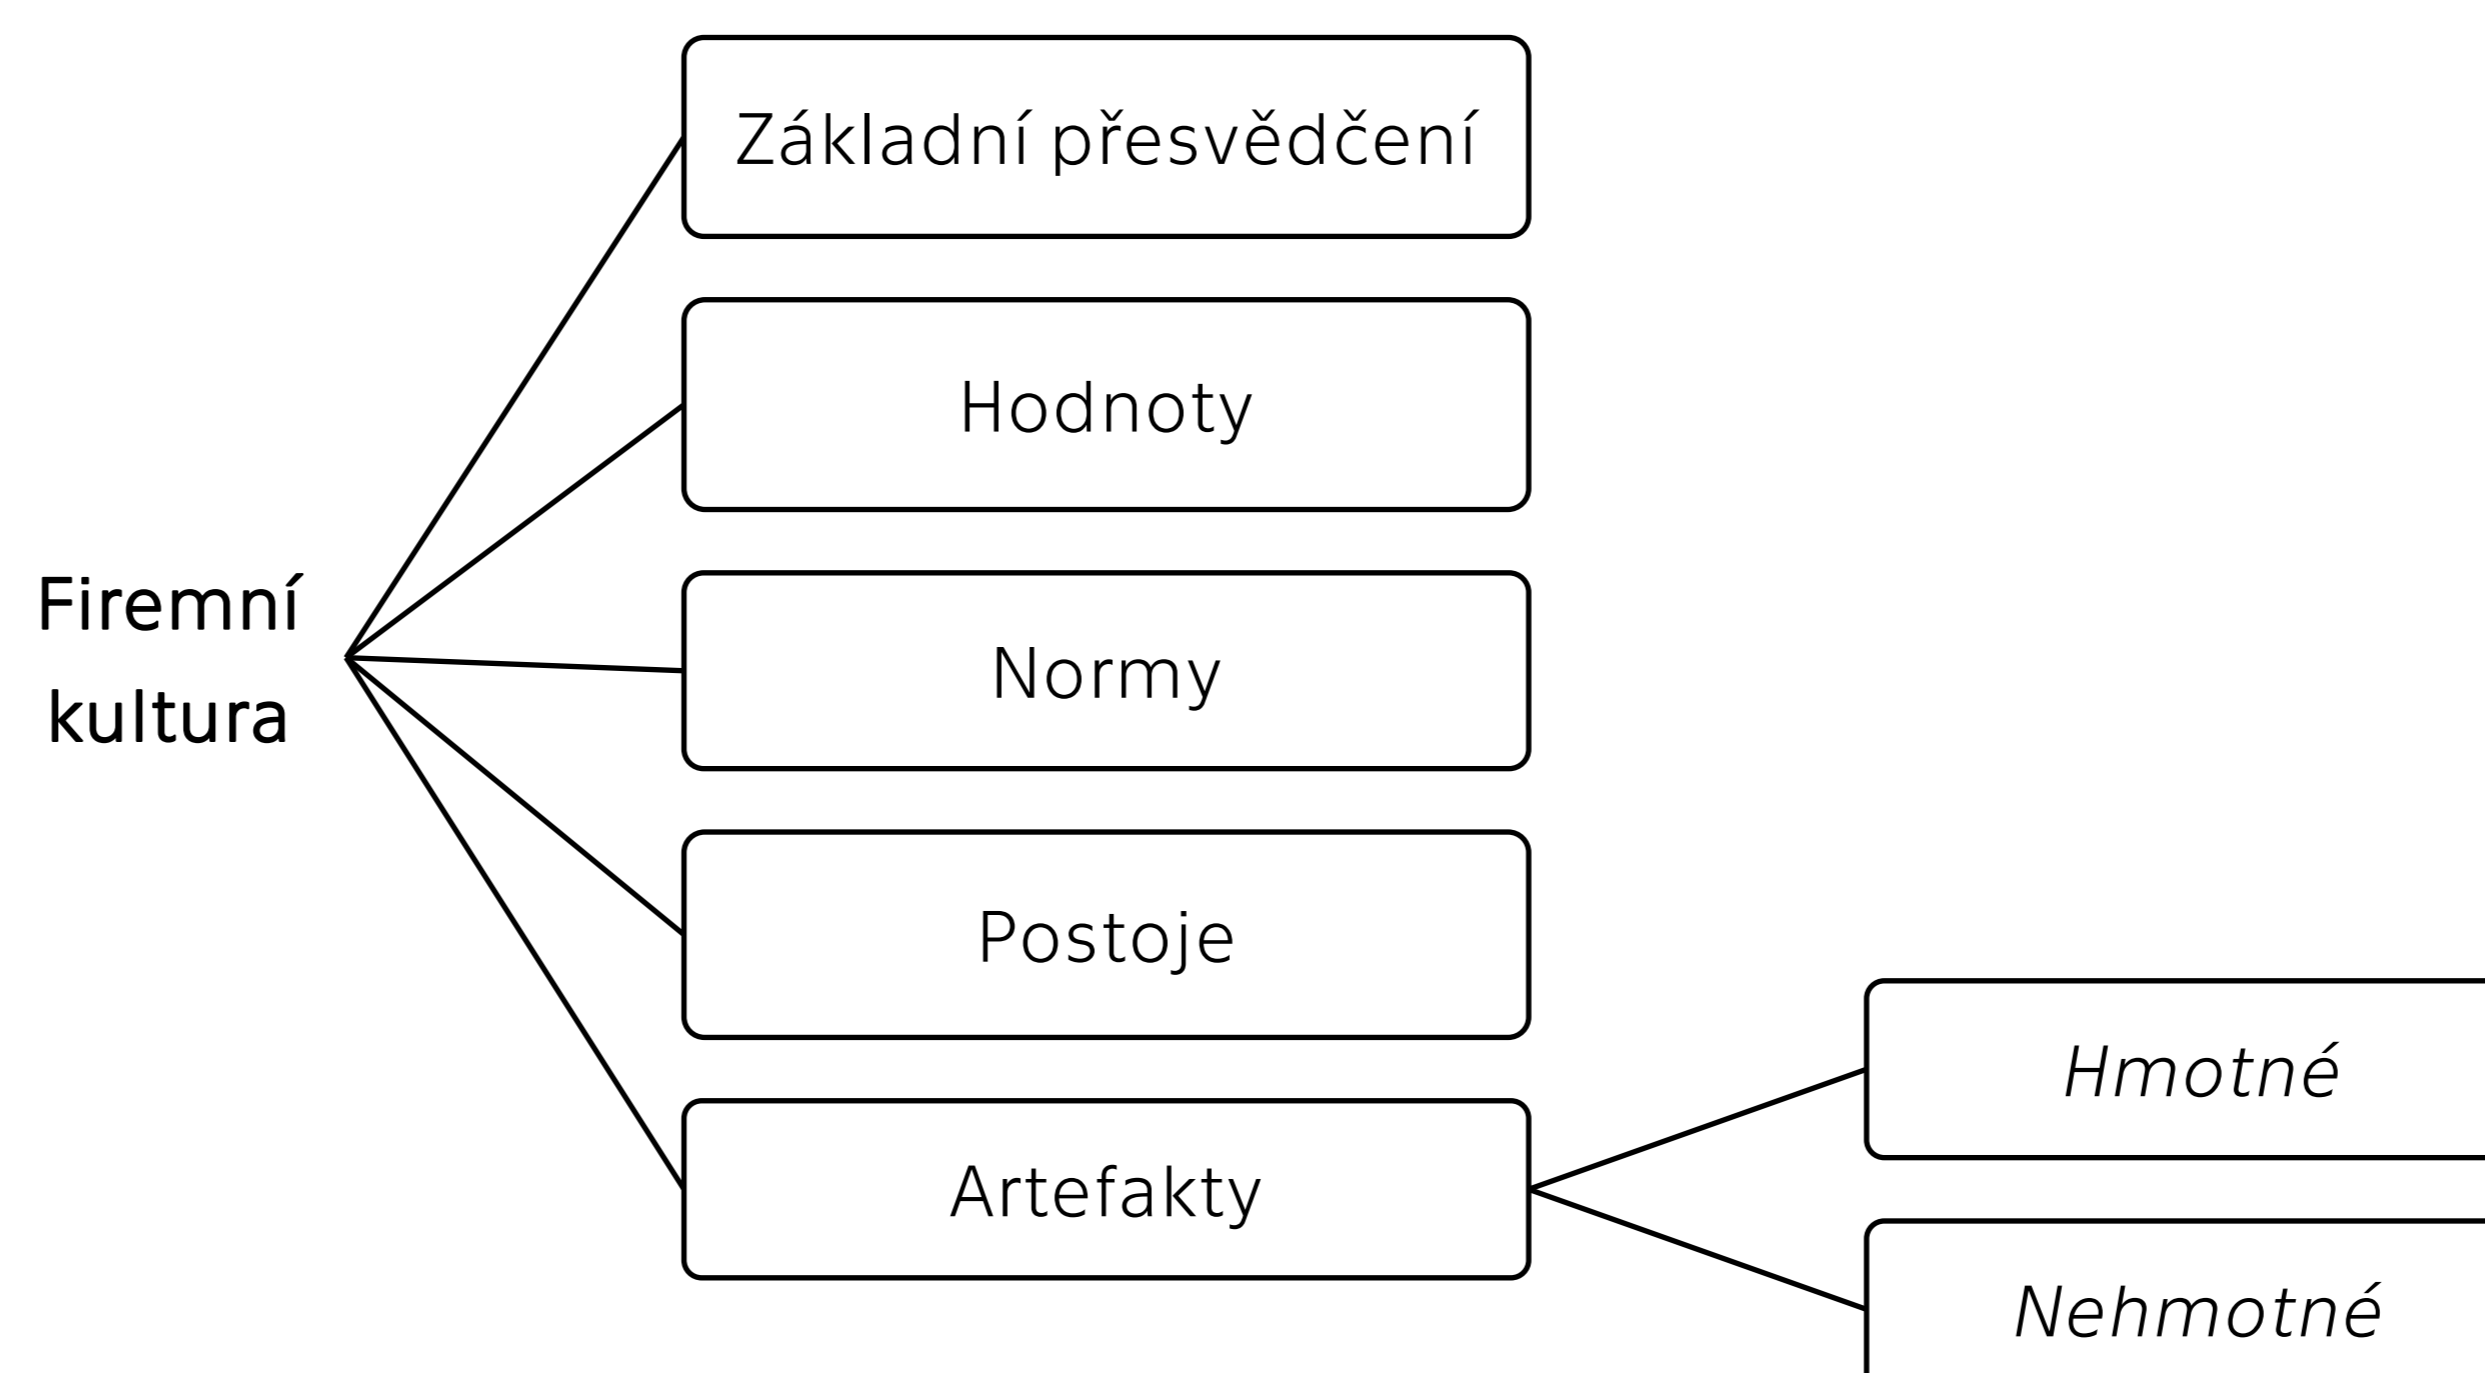 Základní přesvědčení
Hodnoty
Firemní
kultura
Normy
Postoje
Artefakty
Hmotné
Nehmotné